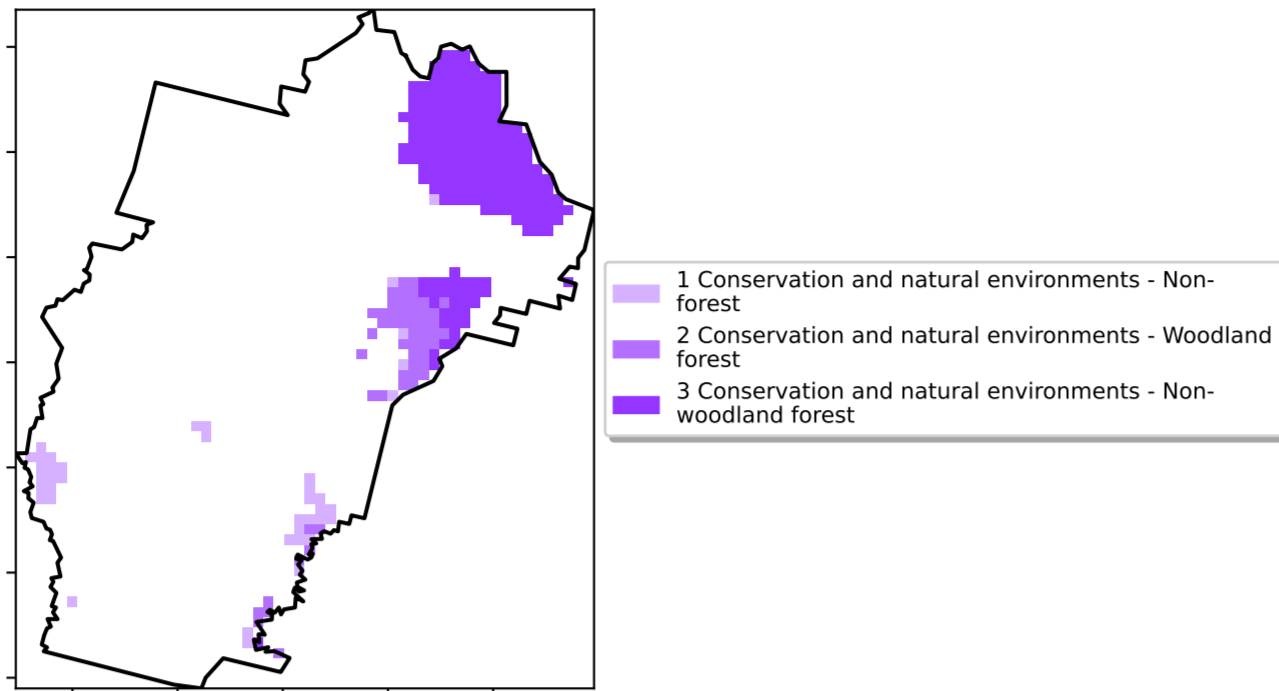 1 Conservation and natural environments - Non-
forest
2 Conservation and natural environments - Woodland
forest
3 Conservation and natural environments - Non-
woodland forest